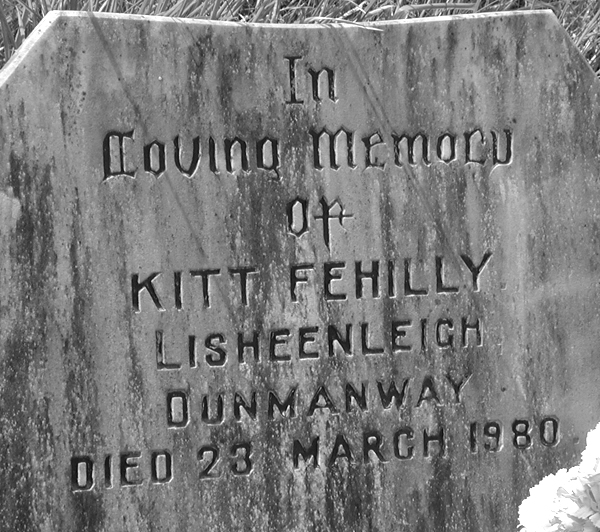 In
Loving Memory
Of
KITT FEHILLY.
LISHEENLEIGH
DUNMANWAY
DIED 23 MARCH 1980